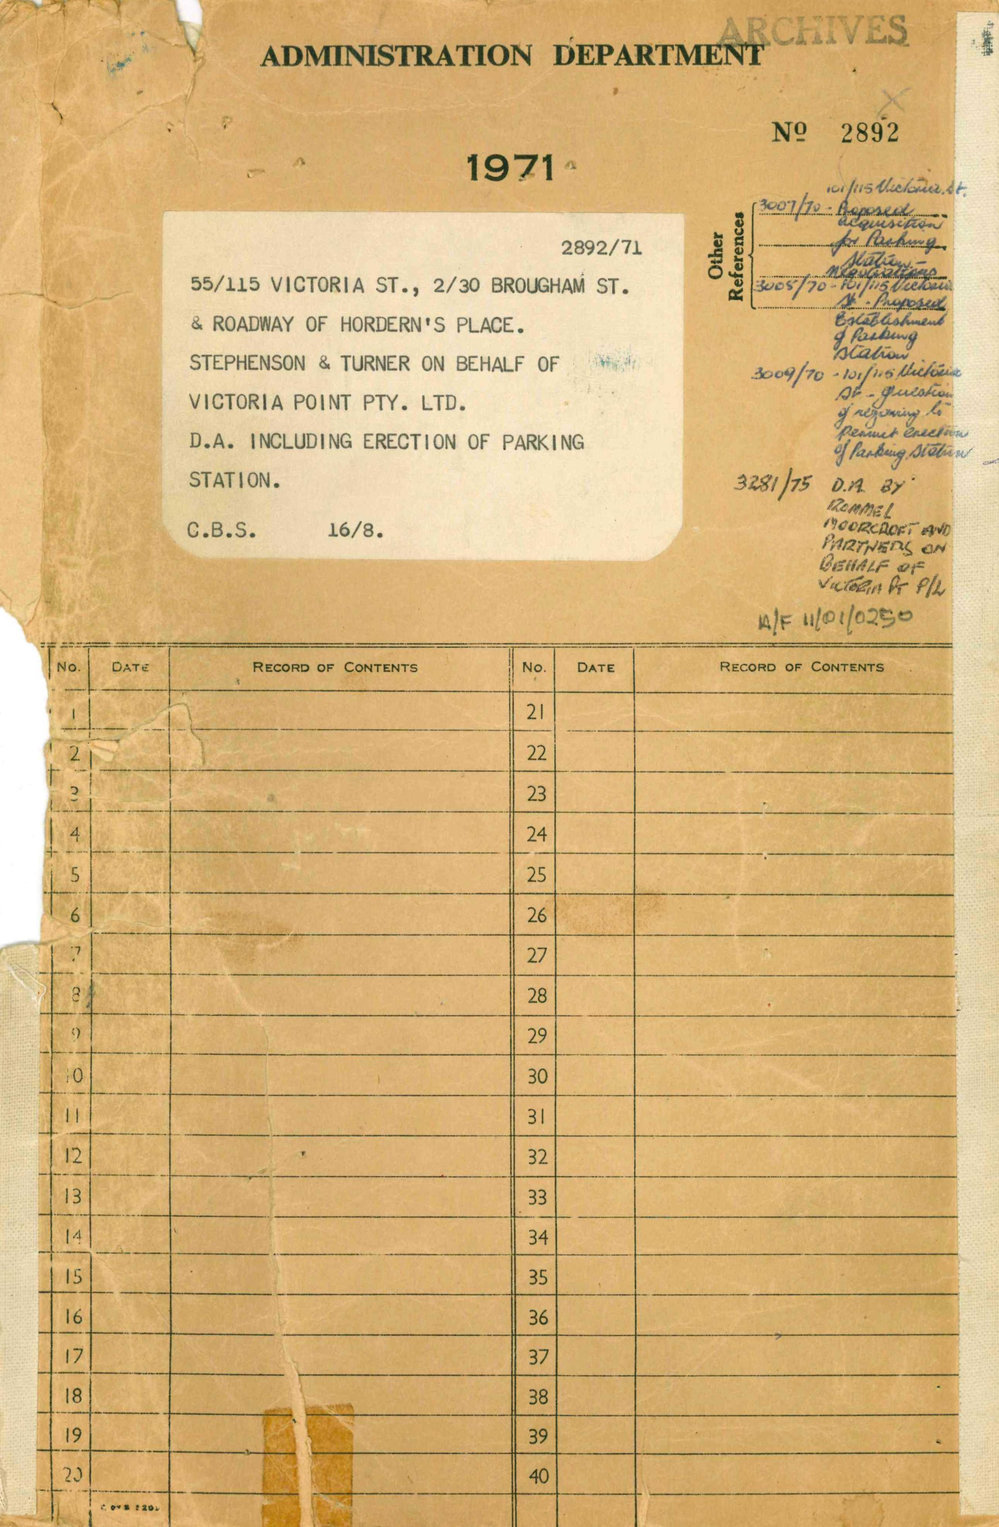 ARCHIVES
ADMINISTRATION DEPARTMENT
Nº 2892
1971
2892/71
55/115 VICTORIA ST., 2/30 BROUGHAM ST.
& ROADWAY OF HORDERN'S PLACE.
STEPHENSON & TURNER ON BEHALF OF
VICTORIA POINT PTY. LTD.
D.A. INCLUDING ERECTION OF PARKING
STATION.
C.B.S. 16/8.
Other
References
101/115 Victoria St.
3007/70 - Proposed
acquisition
for Parking
Station
Negotiations
3008/70 - 101/115 Victoria
St - Proposed
Establishment
of Parking
Station
3009/70 - 101/115 Victoria
St - Question
of rezoning to
Permit erection
of Parking Station
3281/75 D.A. BY
ROMMEL
MOORCROFT AND
PARTNERS ON
BEHALF OF
VICTORIA PT P/L
A/F 11/01/0250
No. DATE RECORD OF CONTENTS No. DATE RECORD OF CONTENTS
1 21
2 22
3 23
4 24
5 25
6 26
7 27
8 28
9 29
10 30
11 31
12 32
13 33
14 34
15 35
16 36
17 37
18 38
19 39
20 40